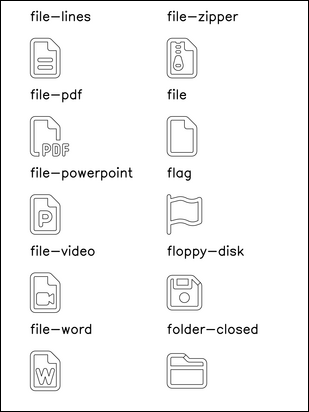 file-lines file-zipper
file-pdf file
PDF
file-powerpoint flag
P
file-video floppy-disk
file-word folder-closed
W